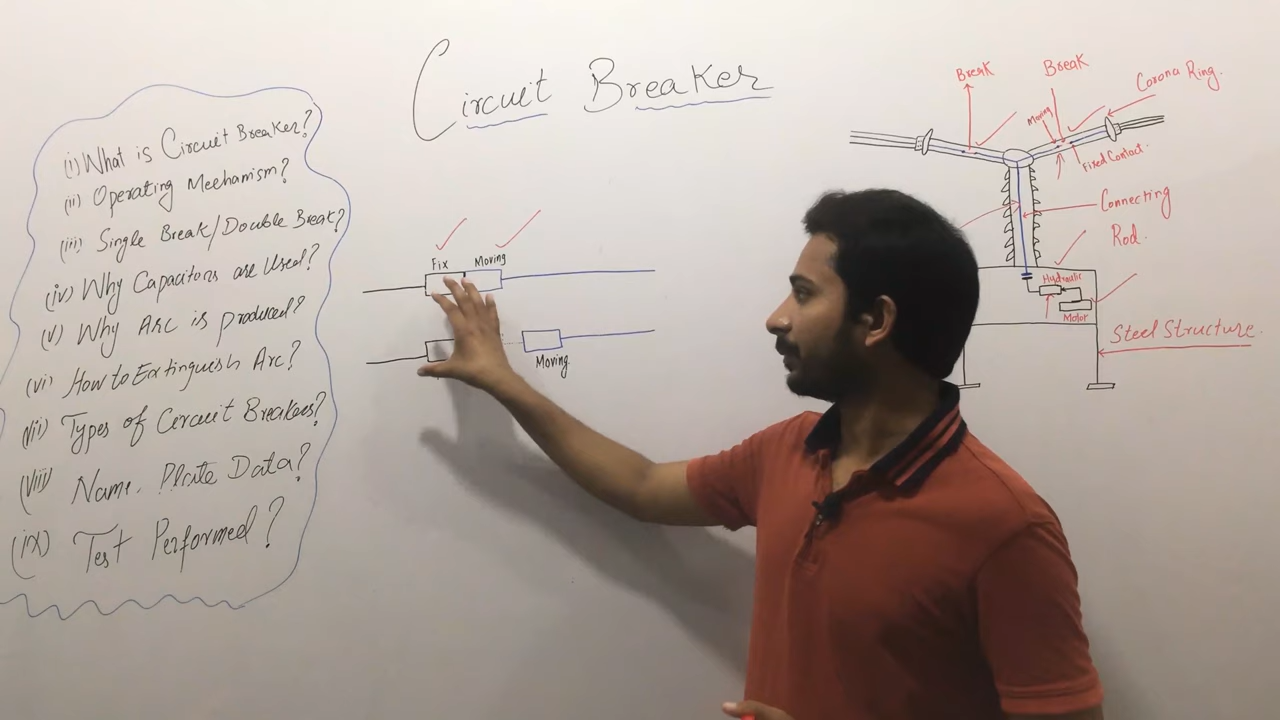 Circuit Breaker
(i) What is Circuit Breaker?
(ii) Operating Mechanism?
(iii) Single Break/Double Break?
(iv) Why Capacitors are Used?
(v) Why Arc is produced?
(vi) How to Extinguish Arc?
(vii) Types of Circuit Breakers?
(viii) Name Plate Data?
(ix) Test Performed?
Fix Moving
Moving
Break
Break
Corona Ring.
Moving
Fixed Contact.
Connecting
Rod.
Hydraulic
Motor
Steel Structure.